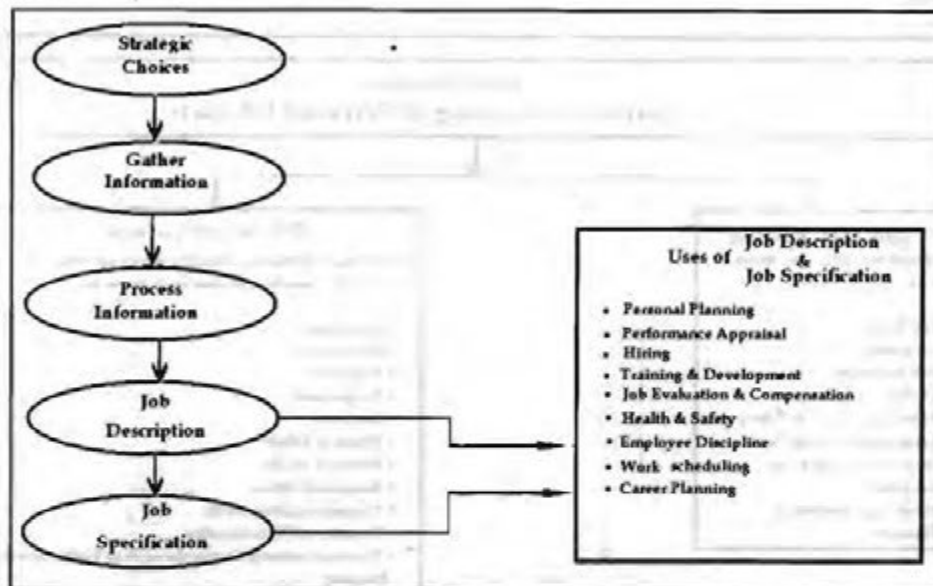 Strategic
Choices
Gather
Information
Process
Information
Job
Description
Job
Specification
Uses of Job Description
&
Job Specification
• Personal Planning
• Performance Appraisal
• Hiring
• Training & Development
• Job Evaluation & Compensation
• Health & Safety
• Employee Discipline
• Work scheduling
• Career Planning